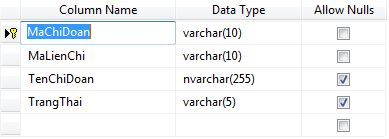 Column Name Data Type Allow Nulls
MaChiDoan varchar(10)
MaLienChi varchar(10)
TenChiDoan nvarchar(255)
TrangThai varchar(5)